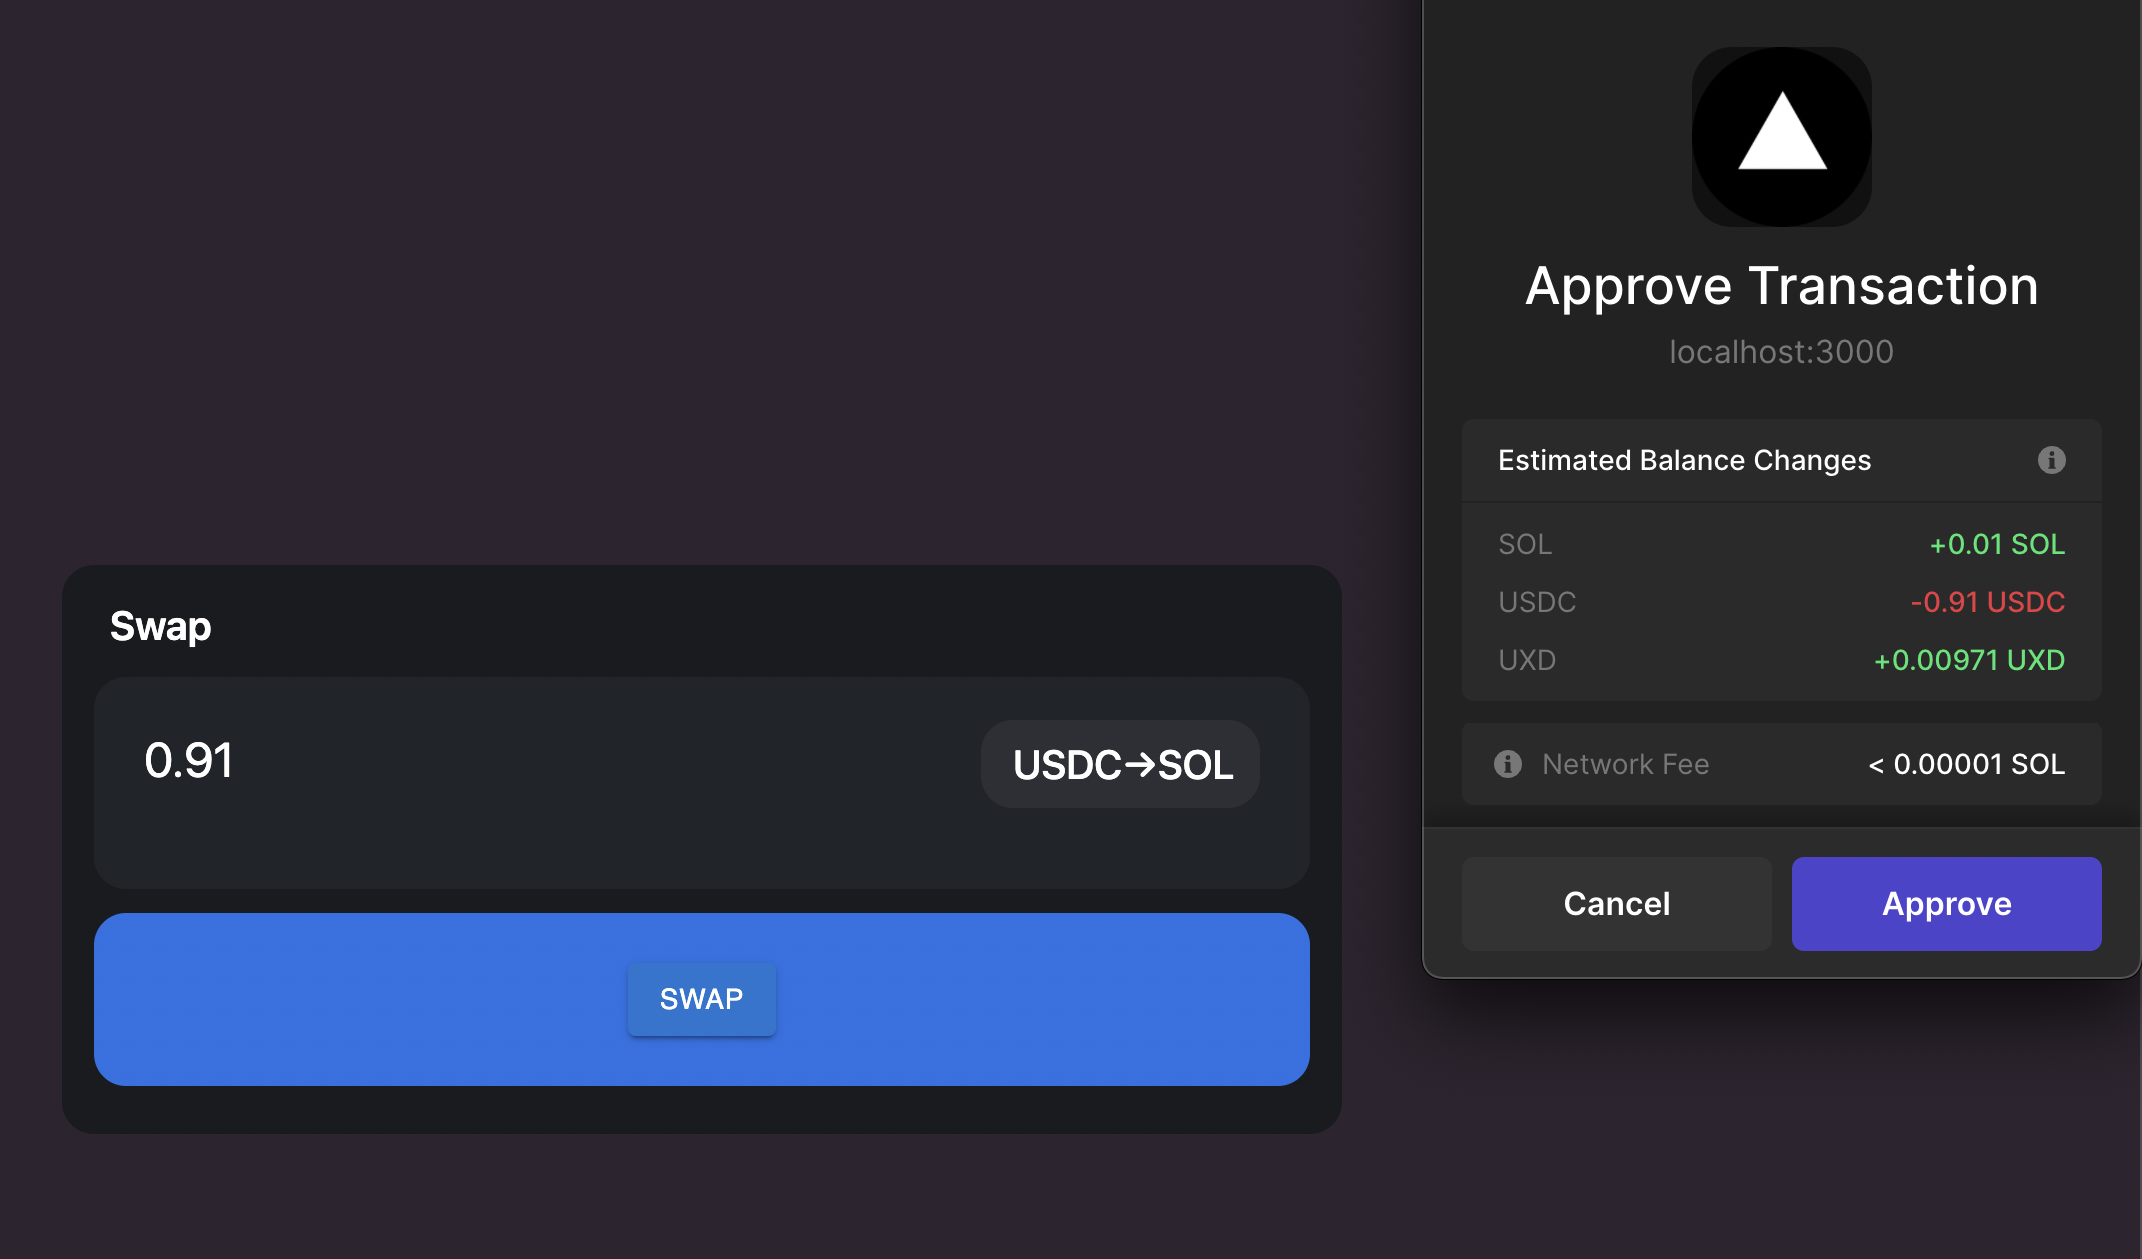 Swap
0.91
USDC→SOL
SWAP
Approve Transaction
localhost:3000
Estimated Balance Changes
SOL +0.01 SOL
USDC -0.91 USDC
UXD +0.00971 UXD
Network Fee < 0.00001 SOL
Cancel Approve